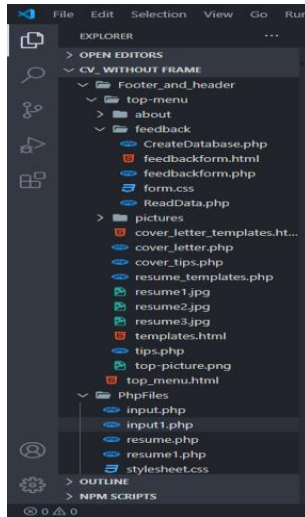 File Edit Selection View Go Run
EXPLORER ...
> OPEN EDITORS
CV_ WITHOUT FRAME
Footer_and_header
top-menu
> about
feedback
CreateDatabase.php
feedbackform.html
feedbackform.php
form.css
ReadData.php
> pictures
cover_letter_templates.ht...
cover_letter.php
cover_tips.php
resume_templates.php
resume1.jpg
resume2.jpg
resume3.jpg
templates.html
tips.php
top-picture.png
top_menu.html
PhpFiles
input.php
input1.php
resume.php
resume1.php
stylesheet.css
> OUTLINE
> NPM SCRIPTS
0 0